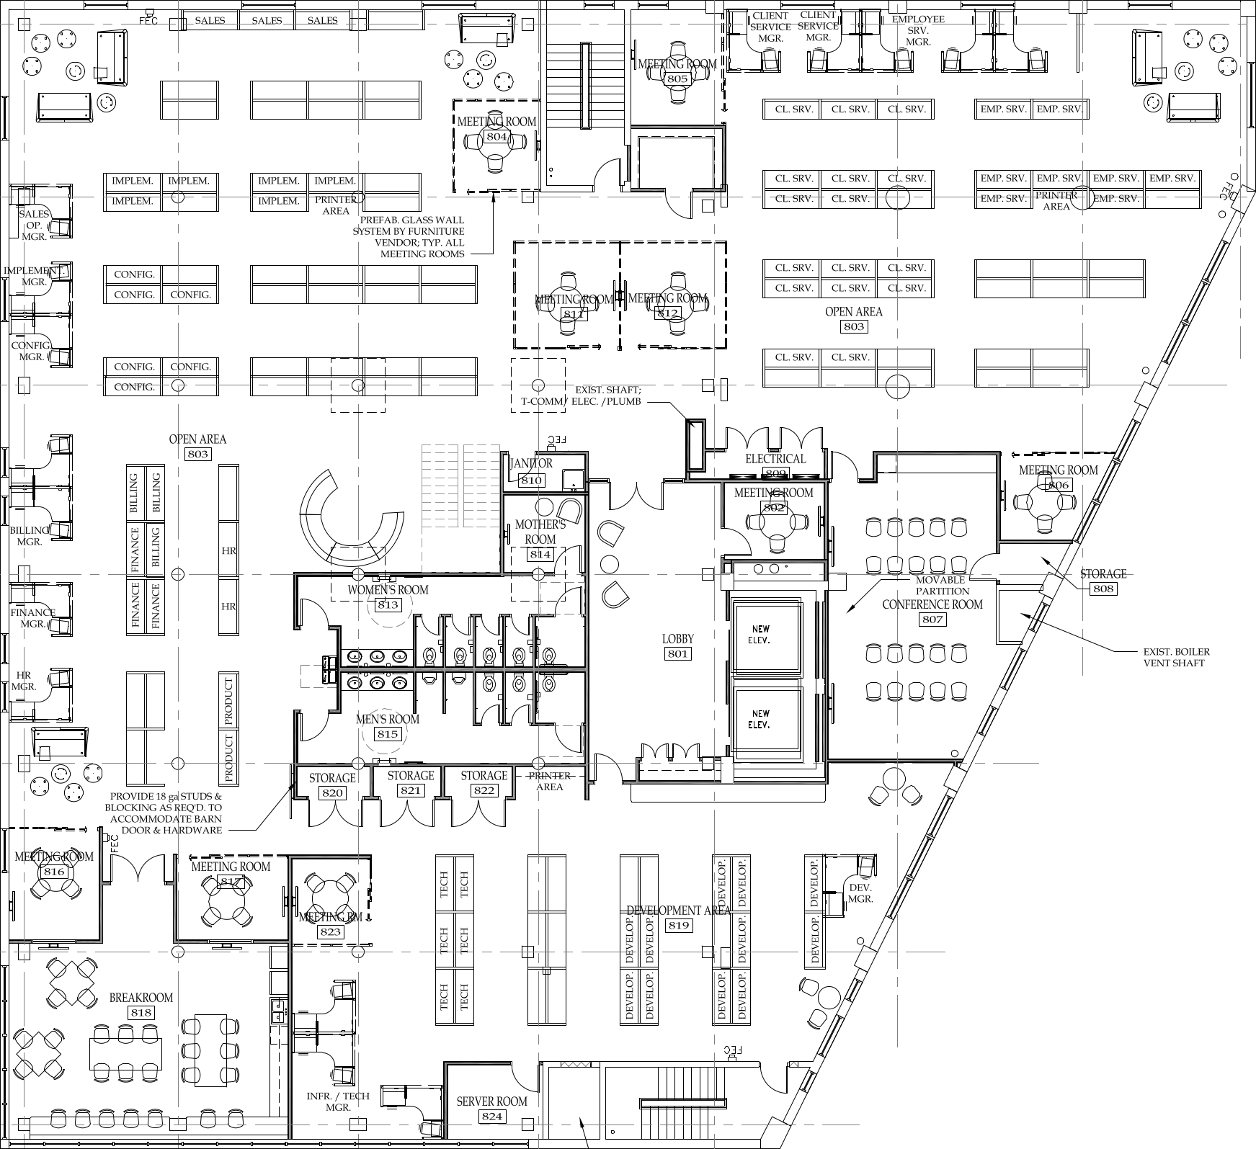 FEC
SALES SALES SALES
CLIENT
SERVICE
MGR.
CLIENT
SERVICE
MGR.
EMPLOYEE
SRV.
MGR.
MEETING ROOM
805
MEETING ROOM
804
CL. SRV. CL. SRV. CL. SRV.
EMP. SRV. EMP. SRV.
IMPLEM. IMPLEM. IMPLEM. IMPLEM.
IMPLEM. IMPLEM.
PRINTER
AREA
CL. SRV. CL. SRV. CL. SRV.
CL. SRV. CL. SRV. CL. SRV.
EMP. SRV. EMP. SRV. EMP. SRV. EMP. SRV.
EMP. SRV. EMP. SRV.
PRINTER
AREA
FEC
SALES
OP.
MGR.
PREFAB. GLASS WALL
SYSTEM BY FURNITURE
VENDOR; TYP. ALL
MEETING ROOMS
IMPLEMENT.
MGR.
CONFIG.
CONFIG. CONFIG.
CL. SRV. CL. SRV. CL. SRV.
CL. SRV. CL. SRV. CL. SRV.
MEETING ROOM
811
MEETING ROOM
812
OPEN AREA
803
CONFIG.
MGR.
CONFIG. CONFIG.
CONFIG.
CL. SRV. CL. SRV.
EXIST. SHAFT;
T-COMM/ ELEC. /PLUMB
OPEN AREA
803
FEC
JANITOR
810
ELECTRICAL
809
MEETING ROOM
802
MEETING ROOM
806
BILLING BILLING
FINANCE BILLING
FINANCE FINANCE
HR
HR
BILLING
MGR.
MOTHER'S
ROOM
814
WOMEN'S ROOM
813
MOVABLE
PARTITION
CONFERENCE ROOM
807
STORAGE
808
FINANCE
MGR.
LOBBY
801
NEW
ELEV.
EXIST. BOILER
VENT SHAFT
HR
MGR.
PRODUCT
PRODUCT
MEN'S ROOM
815
NEW
ELEV.
STORAGE
820
STORAGE
821
STORAGE
822
PRINTER
AREA
PROVIDE 18 ga STUDS &
BLOCKING AS REQ'D. TO
ACCOMMODATE BARN
DOOR & HARDWARE
FEC
MEETING ROOM
816
MEETING ROOM
817
MEETING RM
823
TECH TECH
TECH TECH
TECH TECH
DEVELOPMENT AREA
819
DEVELOP. DEVELOP. DEVELOP.
DEVELOP. DEVELOP. DEVELOP.
DEVELOP. DEVELOP. DEVELOP. DEVELOP.
DEV.
MGR.
BREAKROOM
818
INFR. / TECH
MGR.
SERVER ROOM
824
FEC